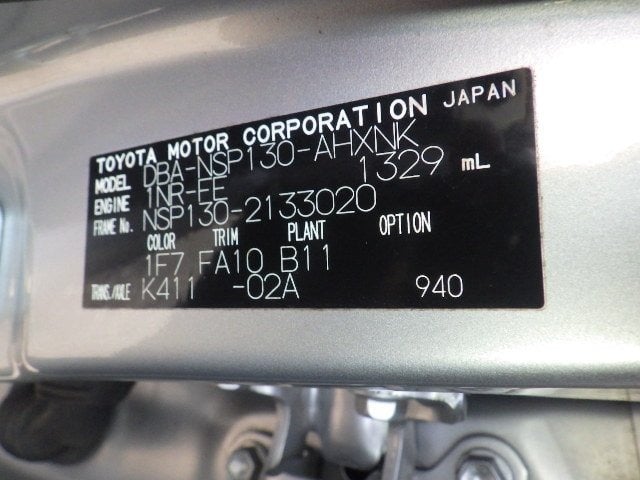 TOYOTA MOTOR CORPORATION JAPAN
MODEL DBA-NSP130-AHXNK
ENGINE 1NR-FE 1329 mL
FRAME No. NSP130-2133020
COLOR TRIM PLANT OPTION
1F7 FA10 B11
TRANS./AXLE K411 -02A 940